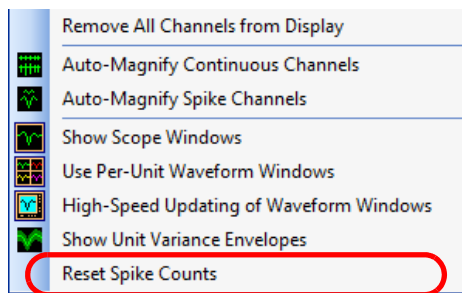 Remove All Channels from Display
Auto-Magnify Continuous Channels
Auto-Magnify Spike Channels
Show Scope Windows
Use Per-Unit Waveform Windows
High-Speed Updating of Waveform Windows
Show Unit Variance Envelopes
Reset Spike Counts